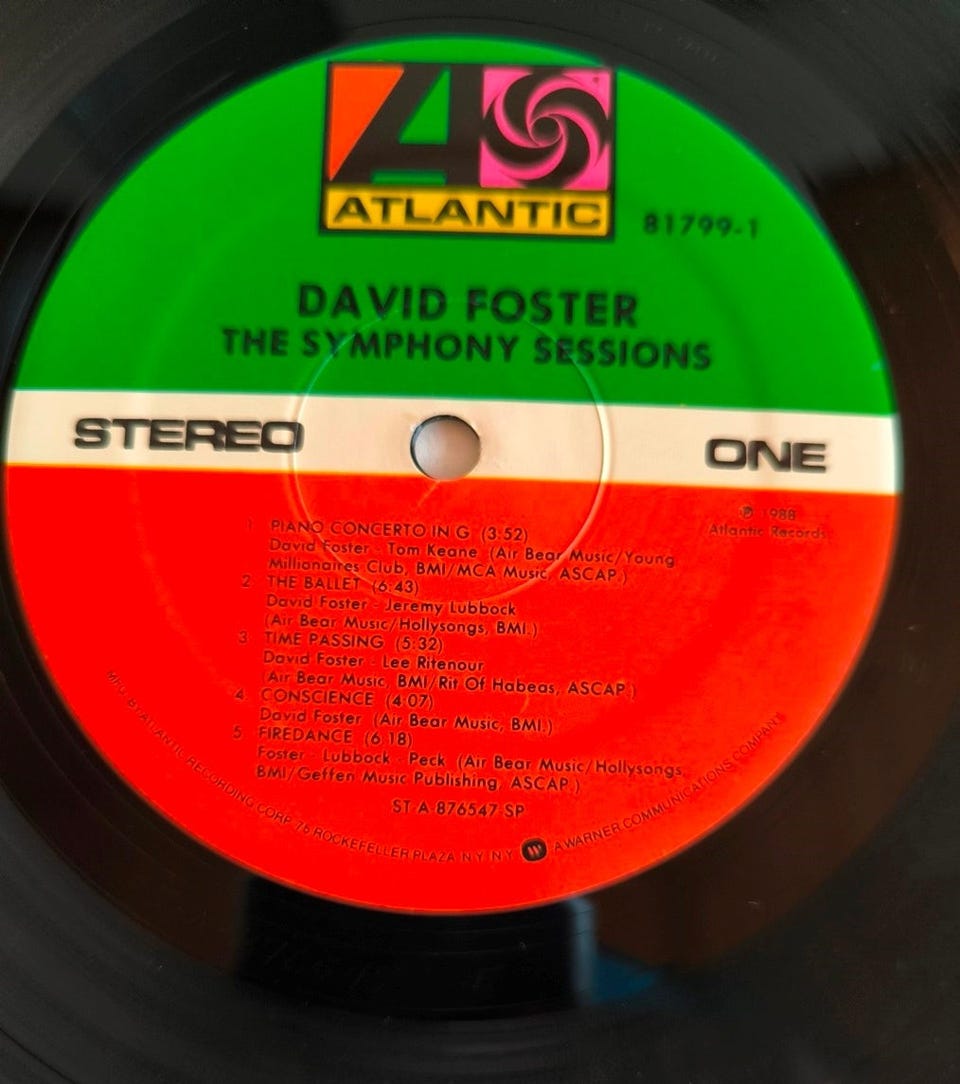 ATLANTIC
81799-1
DAVID FOSTER
THE SYMPHONY SESSIONS
STEREO
ONE
℗ 1988
Atlantic Records
1 PIANO CONCERTO IN G (3:52)
David Foster - Tom Keane (Air Bear Music/Young
Millionaires Club, BMI/MCA Music, ASCAP.)
2 THE BALLET (6:43)
David Foster - Jeremy Lubbock
(Air Bear Music/Hollysongs, BMI.)
3 TIME PASSING (5:32)
David Foster - Lee Ritenour
(Air Bear Music, BMI/Rit Of Habeas, ASCAP.)
4. CONSCIENCE (4:07)
David Foster (Air Bear Music, BMI.)
5 FIREDANCE (6:18)
Foster - Lubbock - Peck (Air Bear Music/Hollysongs,
BMI/Geffen Music Publishing, ASCAP.)
ST-A-876547-SP
MFG. BY ATLANTIC RECORDING CORP. 75 ROCKEFELLER PLAZA N.Y. N.Y. A WARNER COMMUNICATIONS COMPANY